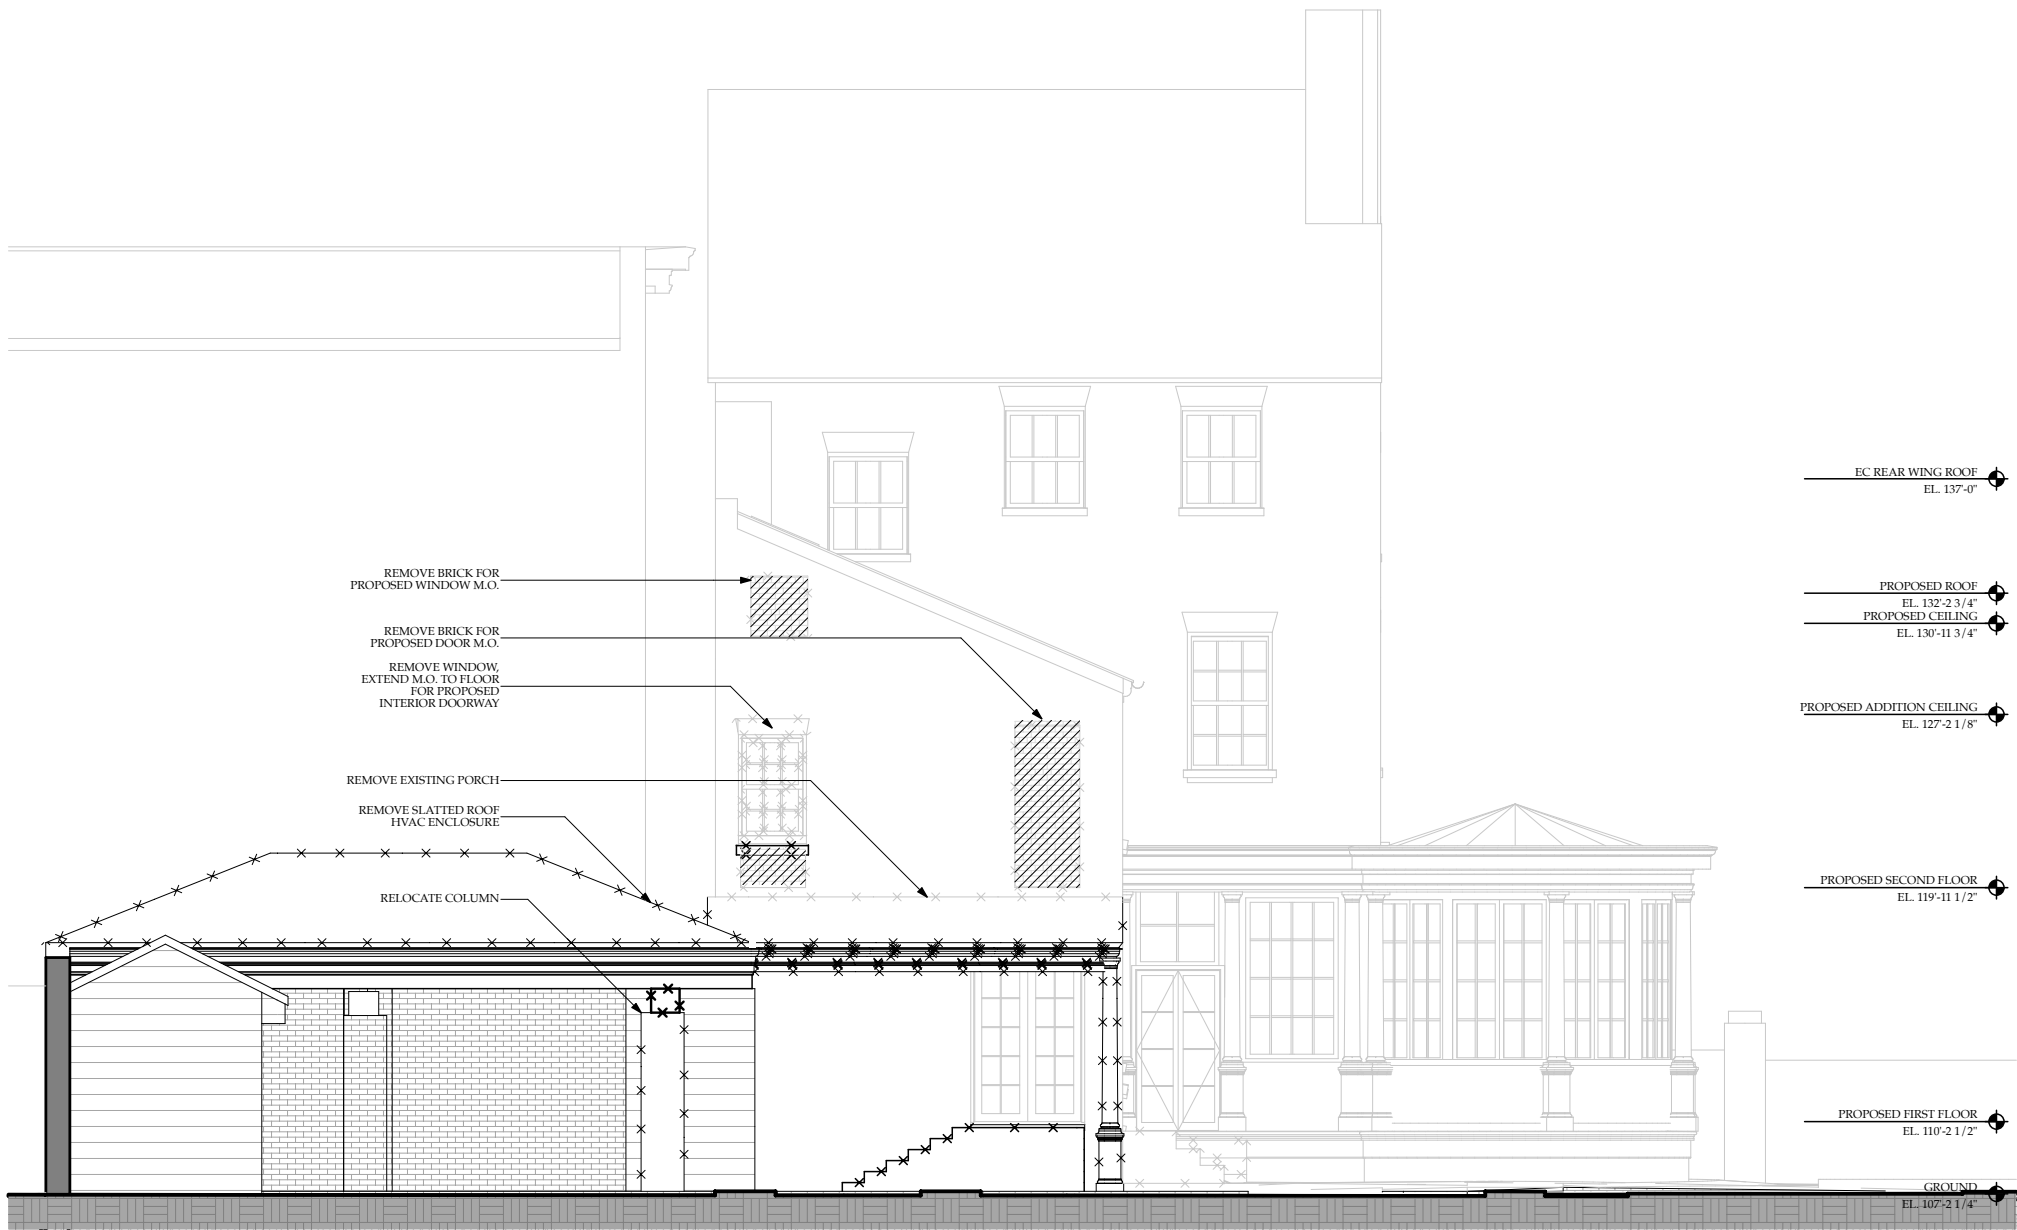 EC REAR WING ROOF
EL. 137'-0"
REMOVE BRICK FOR
PROPOSED WINDOW M.O.
PROPOSED ROOF
EL. 132'-2 3/4"
PROPOSED CEILING
EL. 130'-11 3/4"
REMOVE BRICK FOR
PROPOSED DOOR M.O.
REMOVE WINDOW,
EXTEND M.O. TO FLOOR
FOR PROPOSED
INTERIOR DOORWAY
PROPOSED ADDITION CEILING
EL. 127'-2 1/8"
REMOVE EXISTING PORCH
REMOVE SLATTED ROOF
HVAC ENCLOSURE
PROPOSED SECOND FLOOR
EL. 119'-11 1/2"
RELOCATE COLUMN
PROPOSED FIRST FLOOR
EL. 110'-2 1/2"
GROUND
EL. 107'-2 1/4"